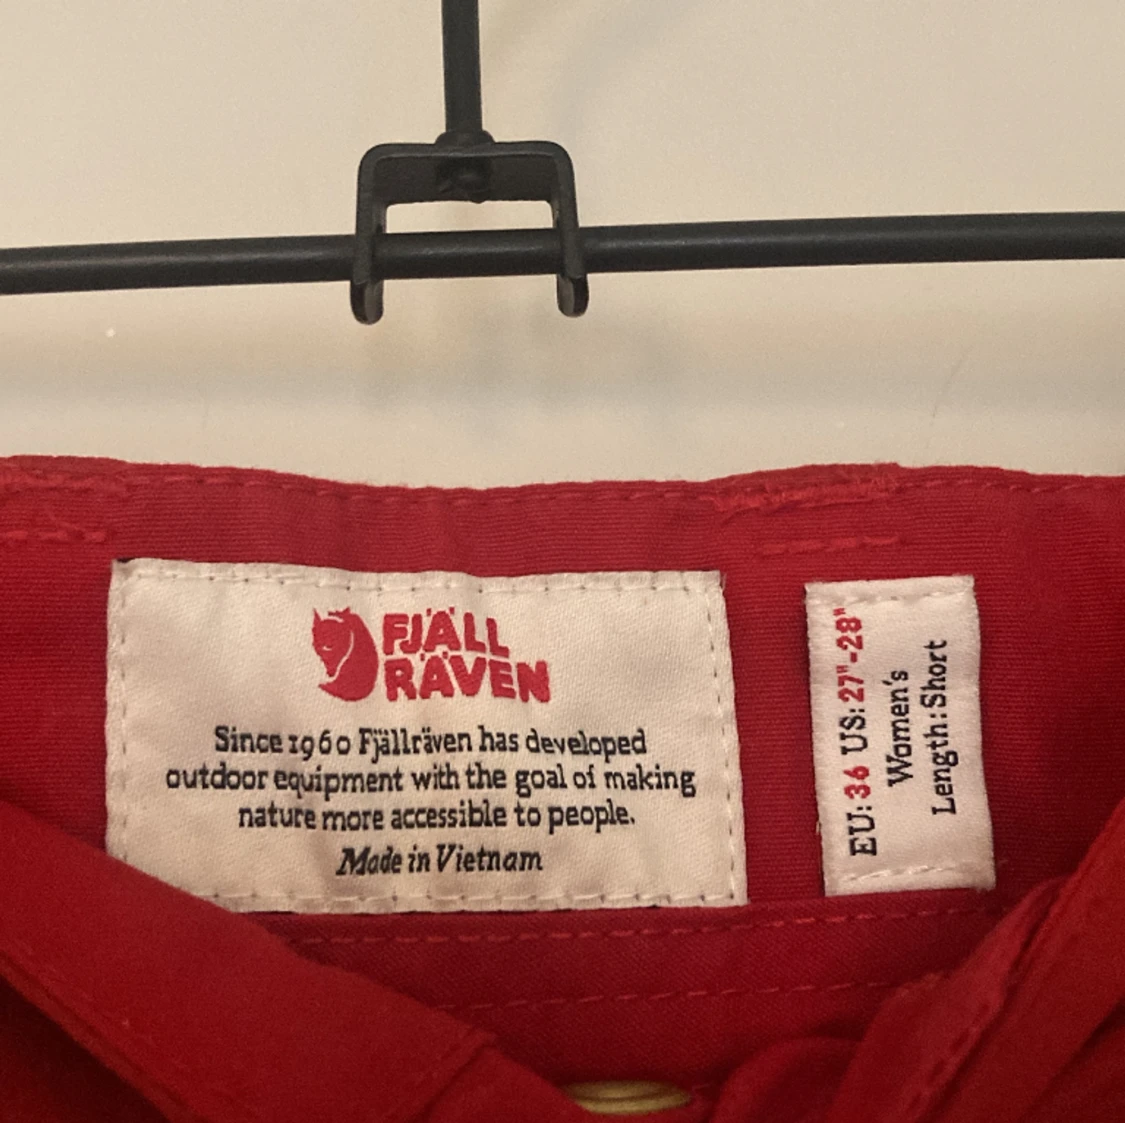 FJÄLL
RÄVEN
Since 1960 Fjällräven has developed
outdoor equipment with the goal of making
nature more accessible to people.
Made in Vietnam
EU: 36 US: 27"-28"
Women's
Length: Short